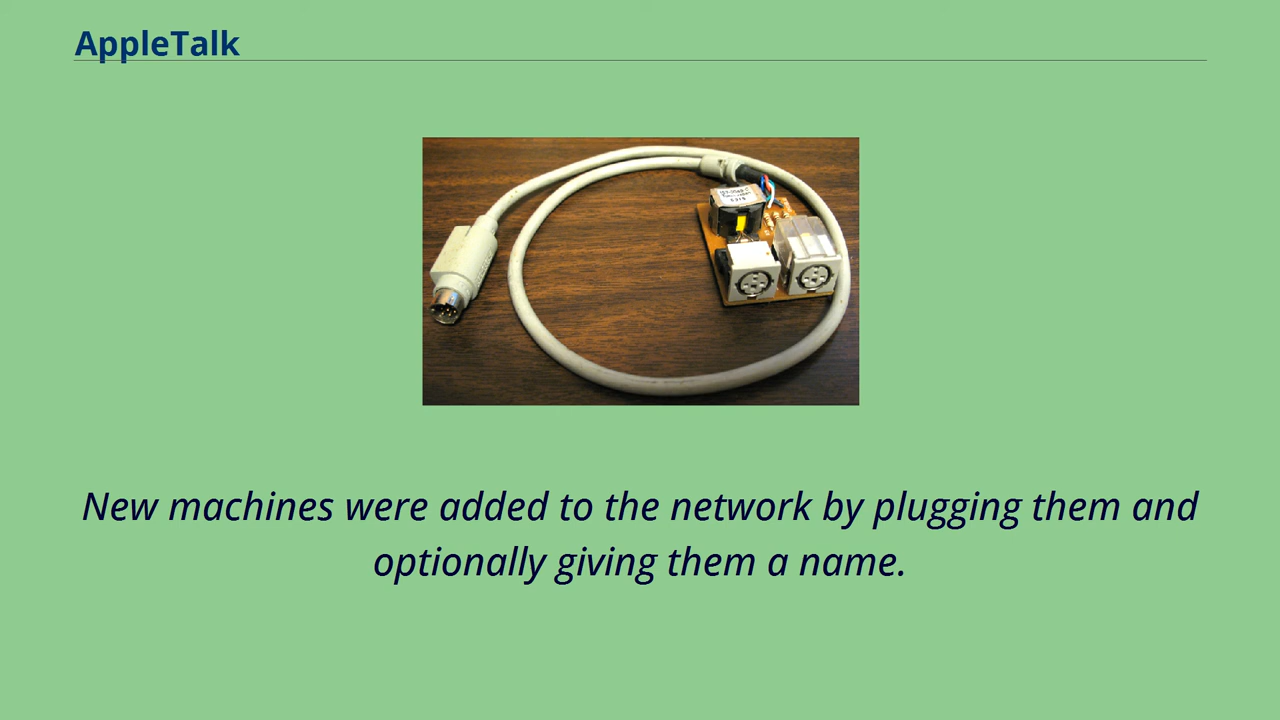 AppleTalk
New machines were added to the network by plugging them and
optionally giving them a name.